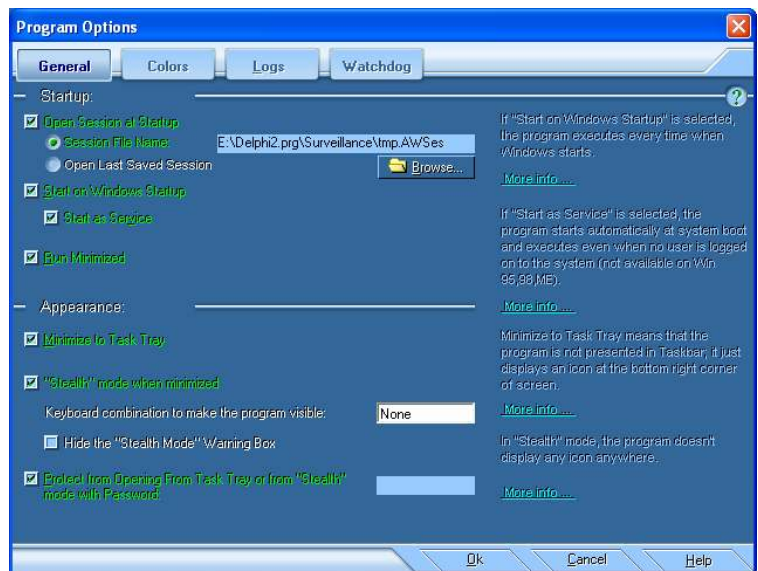 Program Options
General
Colors
Logs
Watchdog
Startup:
Open Session at Startup
Session File Name:
E:\Delphi2.prg\Surveillance\tmp.AWSes
Open Last Saved Session
Browse...
Start on Windows Startup
Start as Service
Run Minimized
If "Start on Windows Startup" is selected,
the program executes every time when
Windows starts.
More info ....
If "Start as Service" is selected, the
program starts automatically at system boot
and executes even when no user is logged
on to the system (not available on Win
95,98,ME).
More info ....
Appearance:
Minimize to Task Tray
"Stealth" mode when minimized
Keyboard combination to make the program visible:
None
Hide the "Stealth Mode" Warning Box
Protect from Opening From Task Tray or from "Stealth"
mode with Password:
Minimize to Task Tray means that the
program is not presented in Taskbar, it just
displays an icon at the bottom right corner
of screen.
More info ....
In "Stealth" mode, the program doesn't
display any icon anywhere.
More info ....
Ok
Cancel
Help